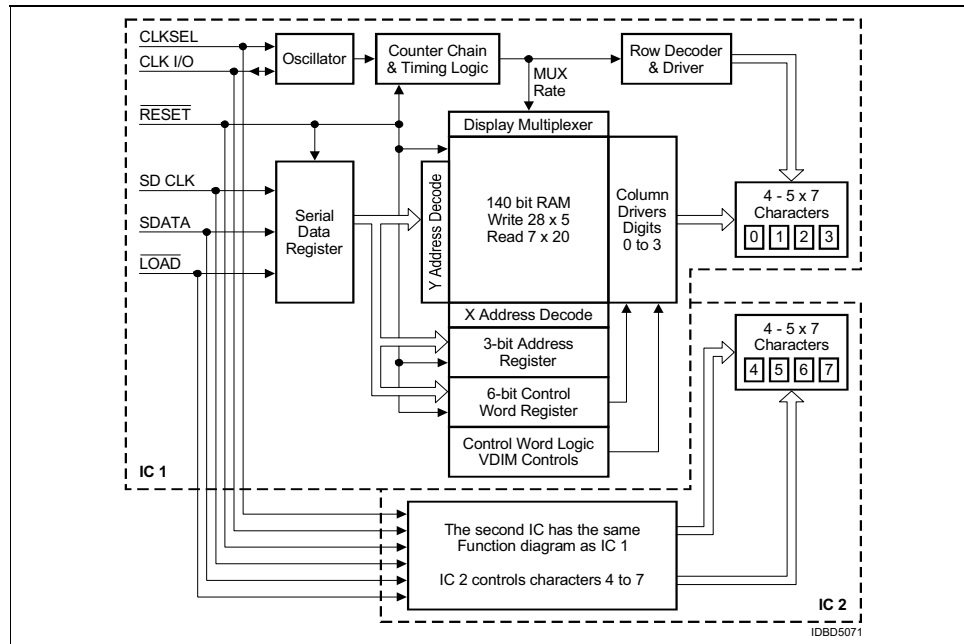 CLKSEL
CLK I/O
RESET
SD CLK
SDATA
LOAD
Oscillator
Counter Chain
& Timing Logic
MUX
Rate
Row Decoder
& Driver
Display Multiplexer
Serial
Data
Register
Y Address Decode
140 bit RAM
Write 28 x 5
Read 7 x 20
Column
Drivers
Digits
0 to 3
4 - 5 x 7
Characters
0 1 2 3
X Address Decode
3-bit Address
Register
6-bit Control
Word Register
Control Word Logic
VDIM Controls
IC 1
4 - 5 x 7
Characters
4 5 6 7
The second IC has the same
Function diagram as IC 1
IC 2 controls characters 4 to 7
IC 2
IDBD5071